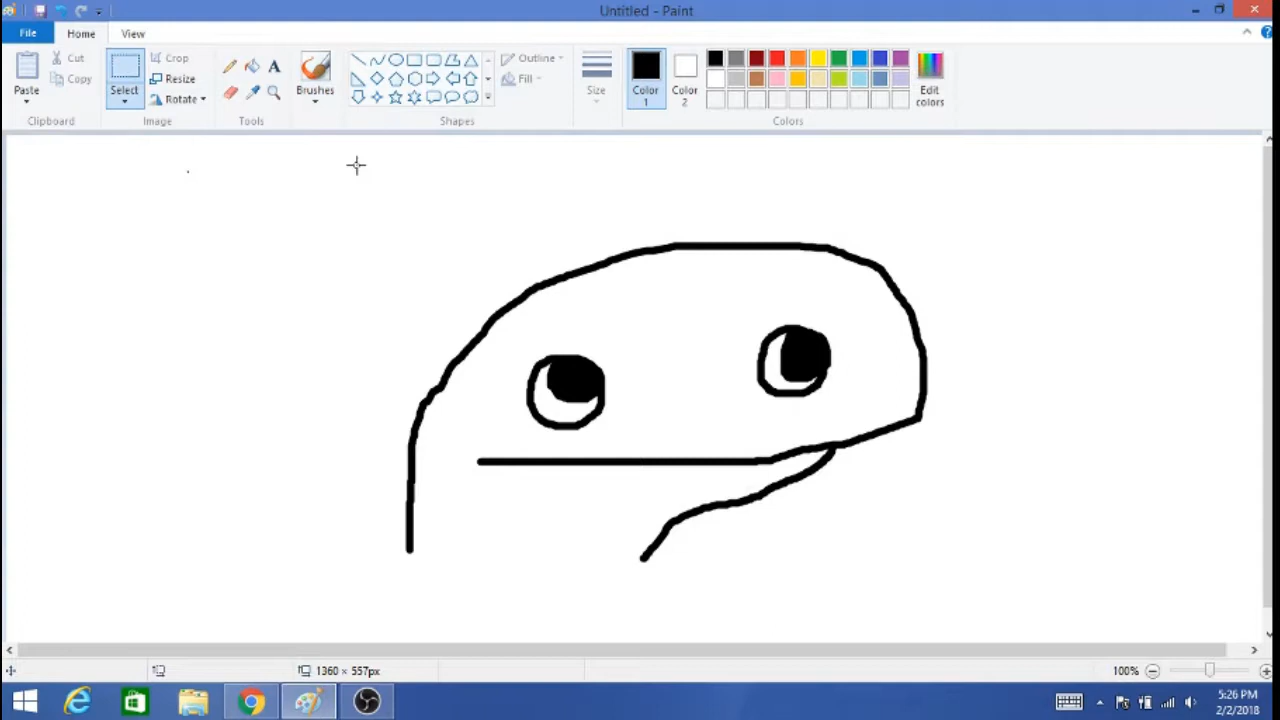 Untitled - Paint
File Home View
Paste
Cut
Copy
Clipboard
Select
Crop
Resize
Rotate
Image
A
Tools
Brushes
Shapes
Outline
Fill
Size
Color
1
Color
2
Colors
Edit
colors
1360 × 557px
100%
5:26 PM
2/2/2018